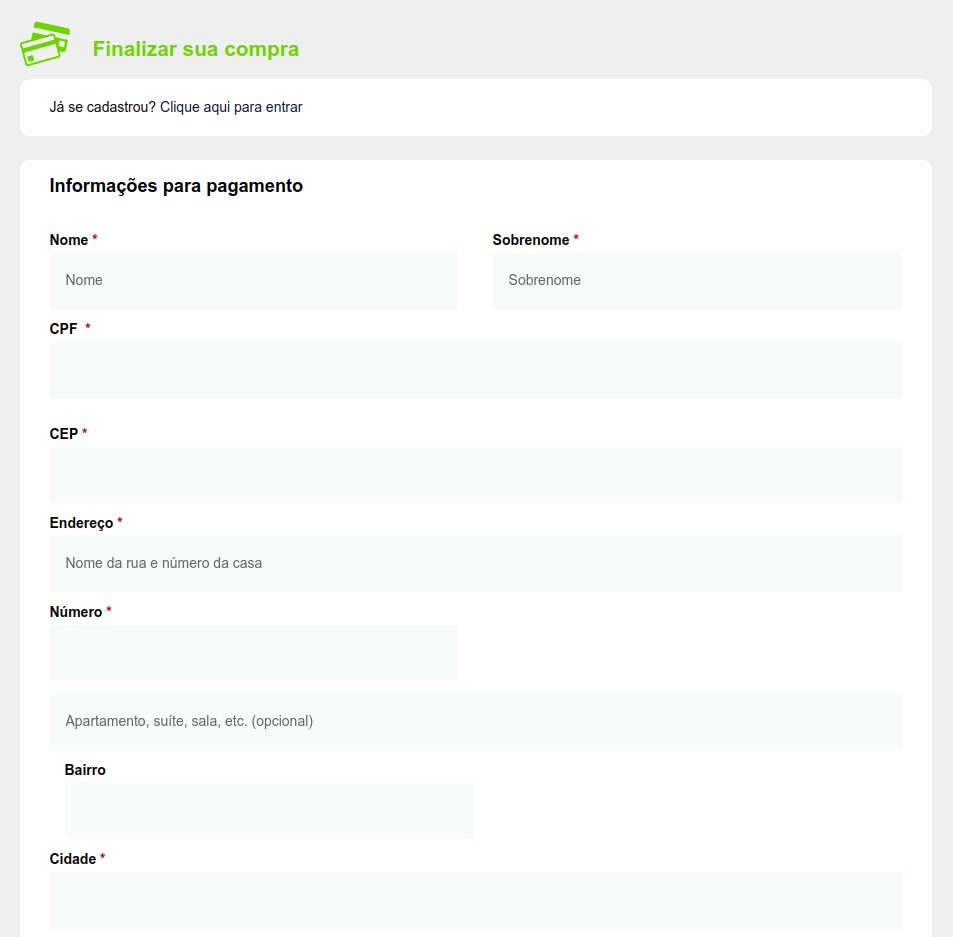 Finalizar sua compra
Já se cadastrou? Clique aqui para entrar
Informações para pagamento
Nome *
Sobrenome *
Nome
Sobrenome
CPF *
CEP *
Endereço *
Nome da rua e número da casa
Número *
Apartamento, suíte, sala, etc. (opcional)
Bairro
Cidade *